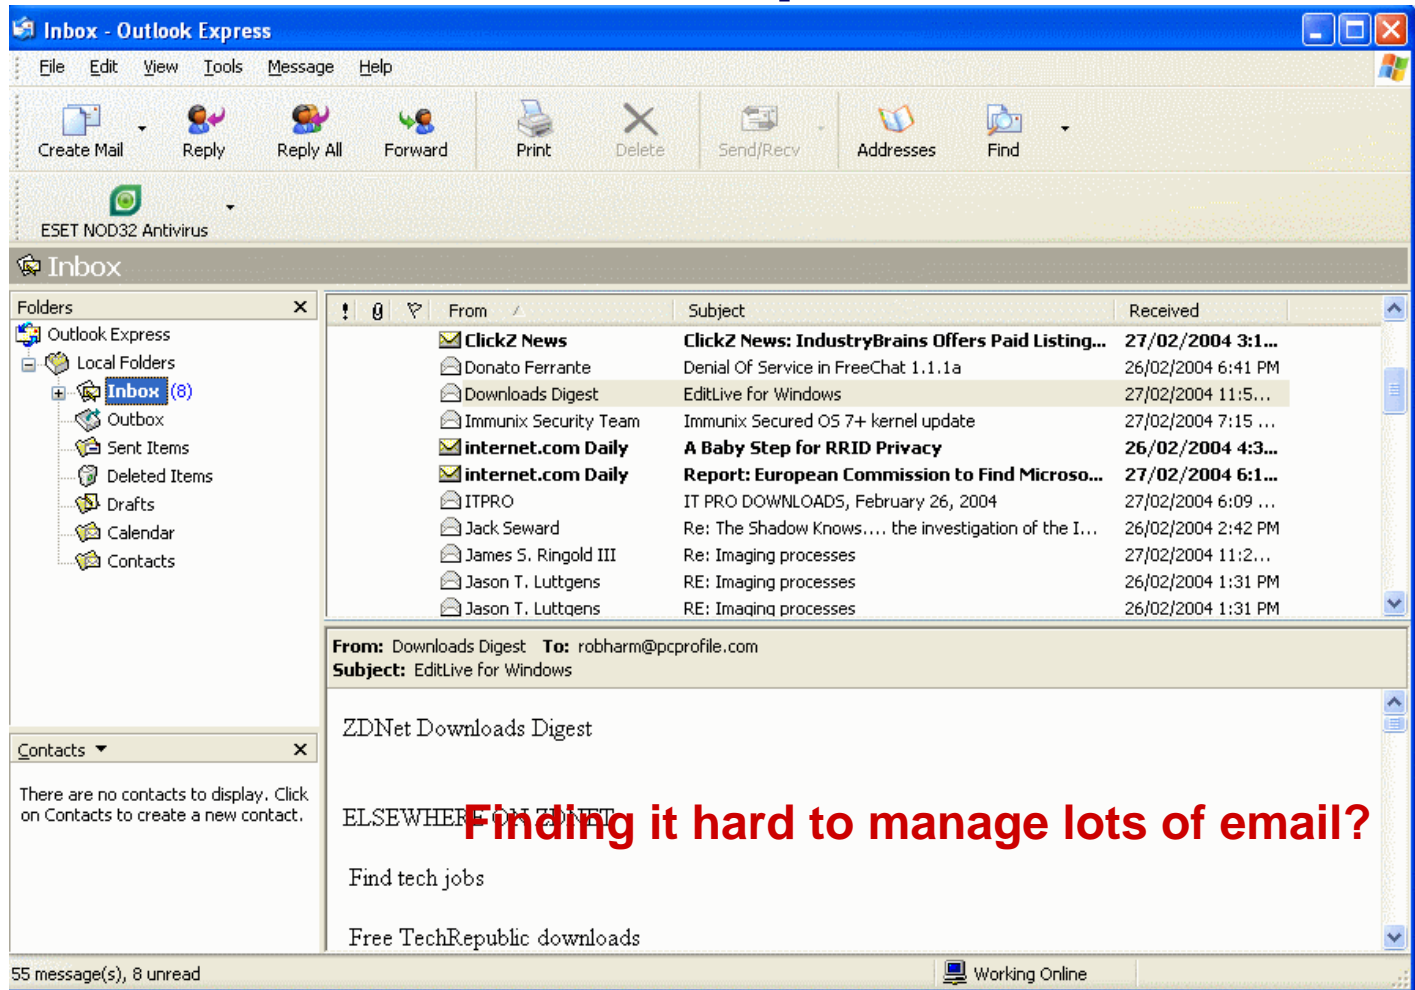 Inbox - Outlook Express
File Edit View Tools Message Help
Create Mail Reply Reply All Forward Print Delete Send/Recv Addresses Find
ESET NOD32 Antivirus
Inbox
Folders
Outlook Express
Local Folders
Inbox (8)
Outbox
Sent Items
Deleted Items
Drafts
Calendar
Contacts
! From Subject Received
ClickZ News ClickZ News: IndustryBrains Offers Paid Listing... 27/02/2004 3:1...
Donato Ferrante Denial Of Service in FreeChat 1.1.1a 26/02/2004 6:41 PM
Downloads Digest EditLive for Windows 27/02/2004 11:5...
Immunix Security Team Immunix Secured OS 7+ kernel update 27/02/2004 7:15 ...
internet.com Daily A Baby Step for RRID Privacy 26/02/2004 4:3...
internet.com Daily Report: European Commission to Find Microso... 27/02/2004 6:1...
ITPRO IT PRO DOWNLOADS, February 26, 2004 27/02/2004 6:09 ...
Jack Seward Re: The Shadow Knows.... the investigation of the I... 26/02/2004 2:42 PM
James S. Ringold III Re: Imaging processes 27/02/2004 11:2...
Jason T. Luttgens RE: Imaging processes 26/02/2004 1:31 PM
Jason T. Luttgens RE: Imaging processes 26/02/2004 1:31 PM
From: Downloads Digest To: robharm@pcprofile.com
Subject: EditLive for Windows
Contacts
There are no contacts to display. Click
on Contacts to create a new contact.
ZDNet Downloads Digest
ELSEWHERE ON ZDNET
Finding it hard to manage lots of email?
Find tech jobs
Free TechRepublic downloads
55 message(s), 8 unread Working Online